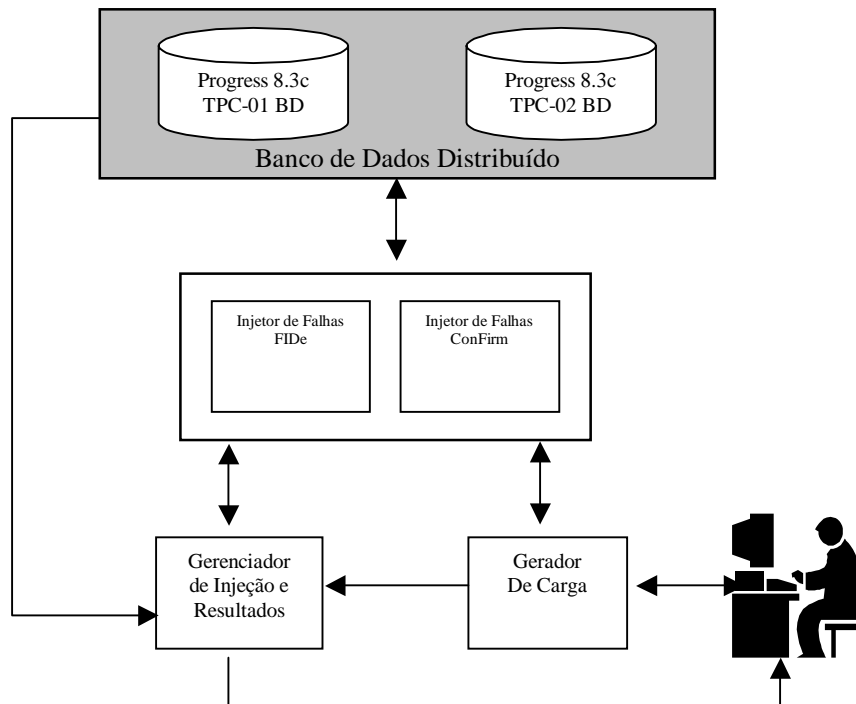 Progress 8.3c
TPC-01 BD
Progress 8.3c
TPC-02 BD
Banco de Dados Distribuído
Injetor de Falhas
FIDe
Injetor de Falhas
ConFirm
Gerenciador
de Injeção e
Resultados
Gerador
De Carga